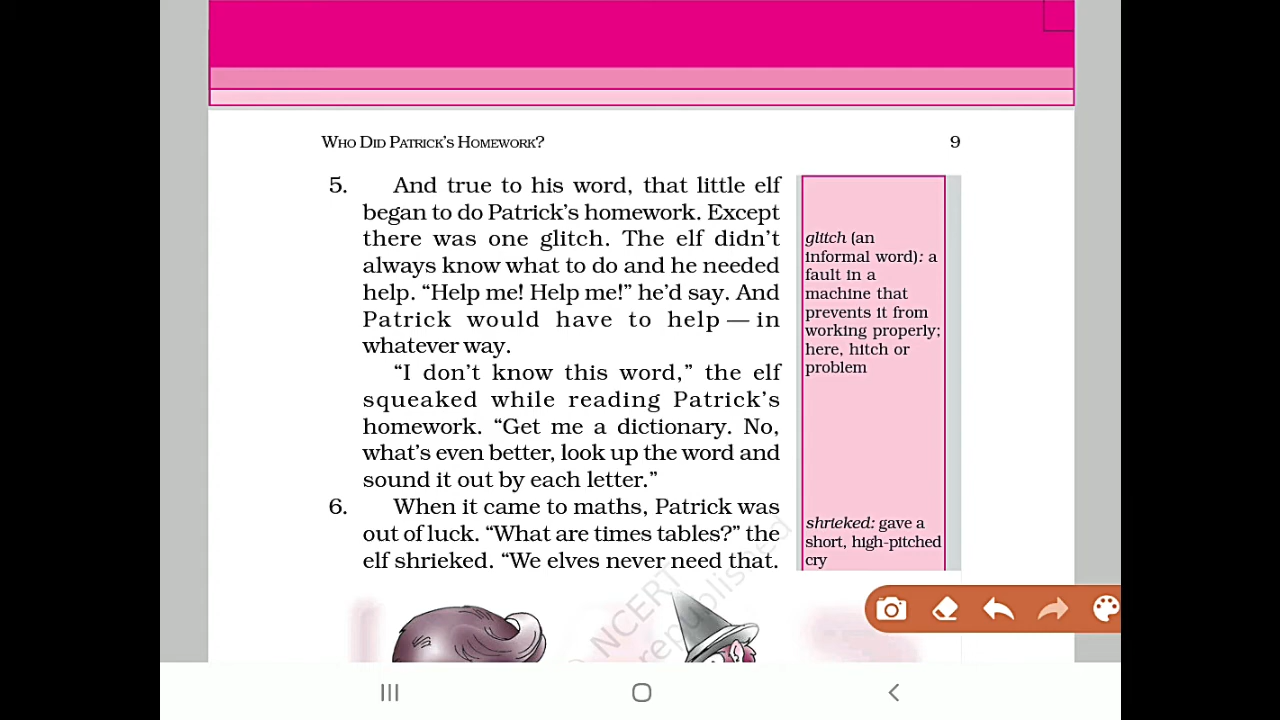 WHO DID PATRICK'S HOMEWORK?
9
5. And true to his word, that little elf
began to do Patrick's homework. Except
there was one glitch. The elf didn't
always know what to do and he needed
help. “Help me! Help me!” he'd say. And
Patrick would have to help — in
whatever way.
“I don't know this word,” the elf
squeaked while reading Patrick's
homework. “Get me a dictionary. No,
what's even better, look up the word and
sound it out by each letter.”
6. When it came to maths, Patrick was
out of luck. “What are times tables?” the
elf shrieked. “We elves never need that.
glitch (an
informal word): a
fault in a
machine that
prevents it from
working properly;
here, hitch or
problem
shrieked: gave a
short, high-pitched
cry
© NCERT
republished